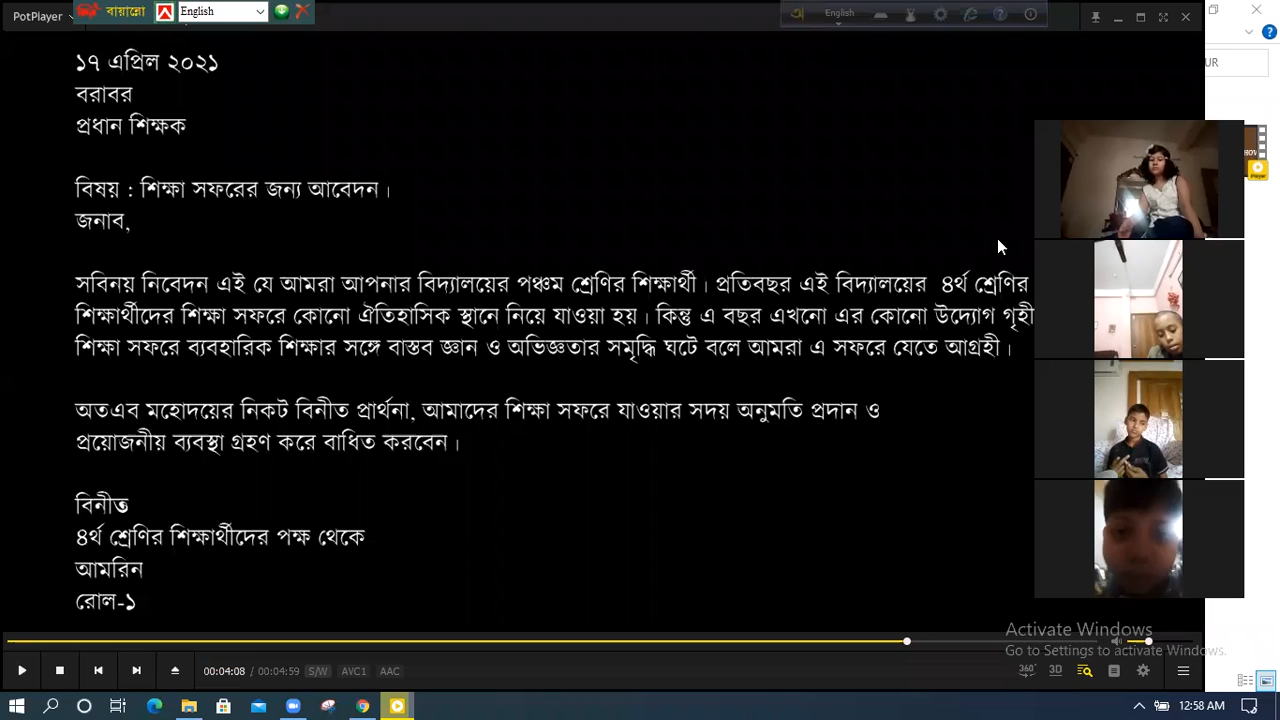 PotPlayer
বায়ান্নো
English
English
১৭ এপ্রিল ২০২১
বরাবর
প্রধান শিক্ষক
বিষয় : শিক্ষা সফরের জন্য আবেদন।
জনাব,
সবিনয় নিবেদন এই যে আমরা আপনার বিদ্যালয়ের পঞ্চম শ্রেণির শিক্ষার্থী। প্রতিবছর এই বিদ্যালয়ের ৪র্থ শ্রেণির
শিক্ষার্থীদের শিক্ষা সফরে কোনো ঐতিহাসিক স্থানে নিয়ে যাওয়া হয়। কিন্তু এ বছর এখনো এর কোনো উদ্যোগ গৃহী
শিক্ষা সফরে ব্যবহারিক শিক্ষার সঙ্গে বাস্তব জ্ঞান ও অভিজ্ঞতার সমৃদ্ধি ঘটে বলে আমরা এ সফরে যেতে আগ্রহী।
অতএব মহোদয়ের নিকট বিনীত প্রার্থনা, আমাদের শিক্ষা সফরে যাওয়ার সদয় অনুমতি প্রদান ও
প্রয়োজনীয় ব্যবস্থা গ্রহণ করে বাধিত করবেন।
বিনীত
৪র্থ শ্রেণির শিক্ষার্থীদের পক্ষ থেকে
আমরিন
রোল-১
UR
Activate Windows
Go to Settings to activate Windows.
00:04:08 / 00:04:59 S/W AVC1 AAC
360° 3D
12:58 AM